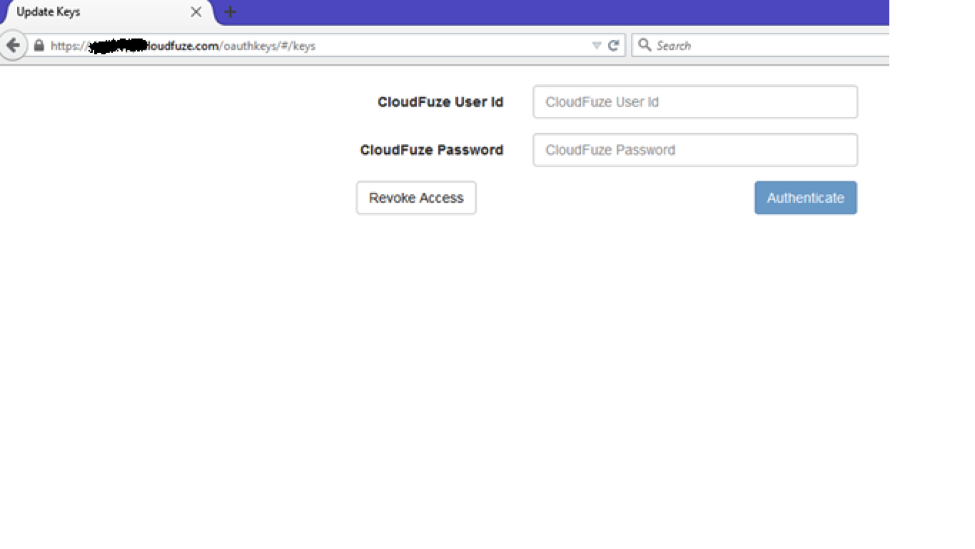 Update Keys
https://loudfuze.com/oauthkeys/#/keys
Search
CloudFuze User Id
CloudFuze User Id
CloudFuze Password
CloudFuze Password
Revoke Access
Authenticate